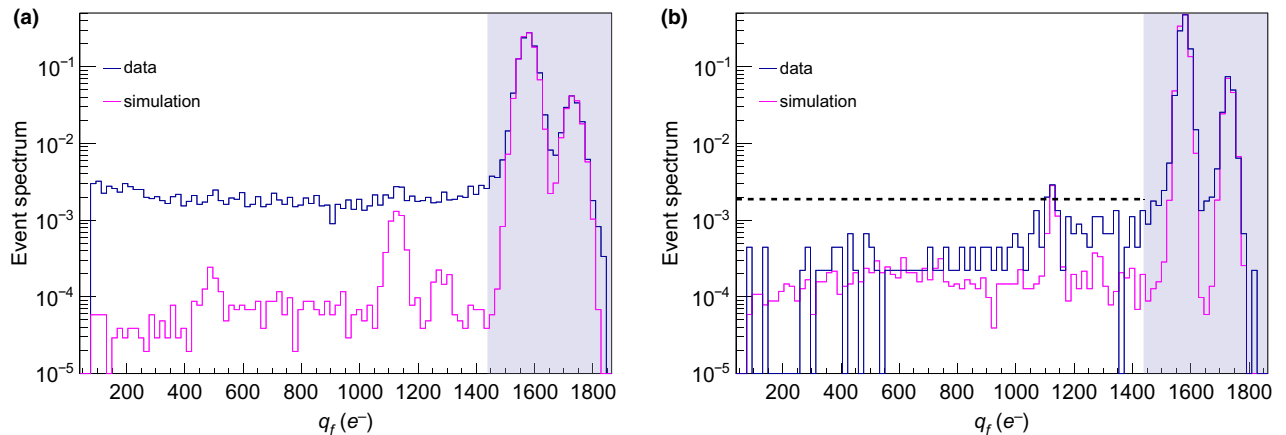 (a)
data
simulation
Event spectrum
10⁻¹
10⁻²
10⁻³
10⁻⁴
10⁻⁵
200 400 600 800 1000 1200 1400 1600 1800
q_f (e⁻)
(b)
data
simulation
Event spectrum
10⁻¹
10⁻²
10⁻³
10⁻⁴
10⁻⁵
200 400 600 800 1000 1200 1400 1600 1800
q_f (e⁻)